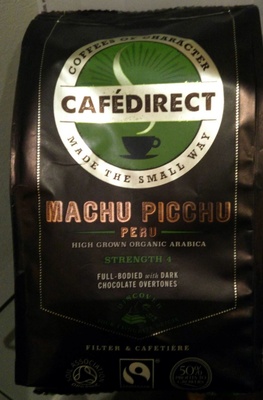 COFFEES OF CHARACTER
CAFÉDIRECT
MADE THE SMALL WAY
MACHU PICCHU
PERU
HIGH GROWN ORGANIC ARABICA
STRENGTH 4
FULL-BODIED with DARK
CHOCOLATE OVERTONES
FILTER & CAFETIÈRE
50%